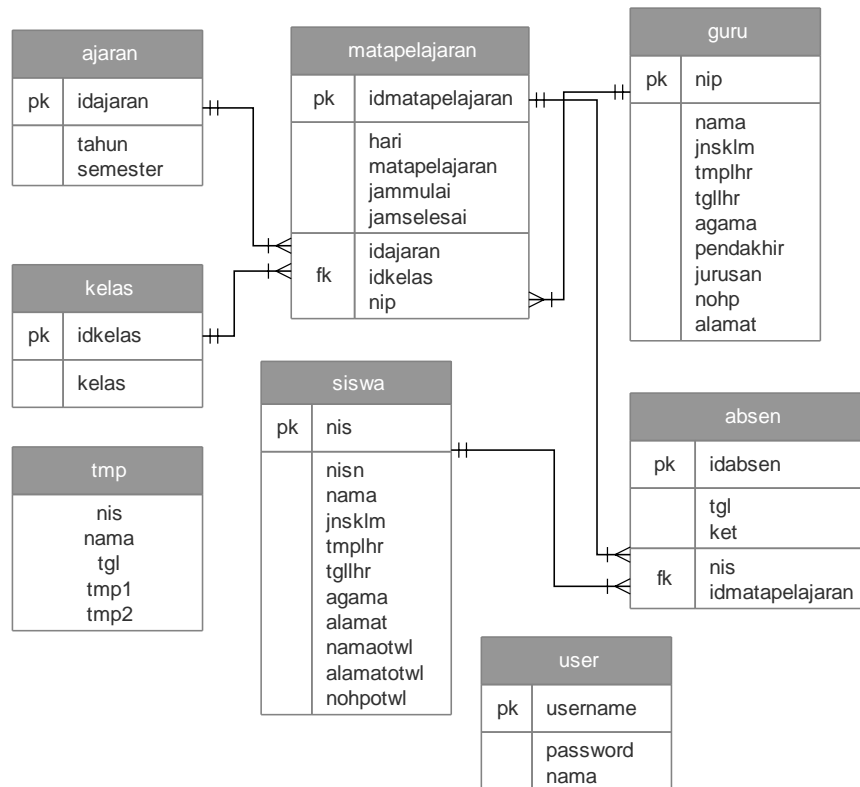 ajaran
pk idajaran
tahun
semester
matapelajaran
pk idmatapelajaran
hari
matapelajaran
jammulai
jamselesai
idajaran
fk idkelas
nip
guru
pk nip
nama
jnsklm
tmplhr
tgllhr
agama
pendakhir
jurusan
nohp
alamat
kelas
pk idkelas
kelas
siswa
pk nis
nisn
nama
jnsklm
tmplhr
tgllhr
agama
alamat
namaotwl
alamatotwl
nohpotwl
absen
pk idabsen
tgl
ket
fk nis
idmatapelajaran
tmp
nis
nama
tgl
tmp1
tmp2
user
pk username
password
nama